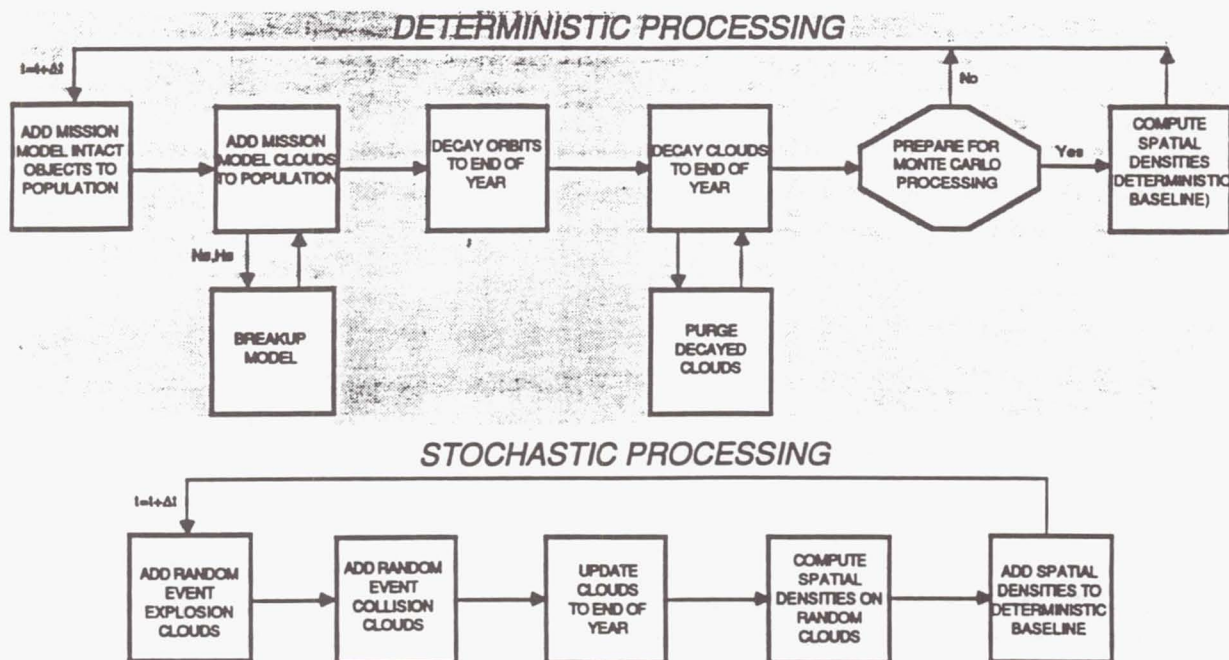 DETERMINISTIC PROCESSING
t=t+Δt
No
ADD MISSION
MODEL INTACT
OBJECTS TO
POPULATION
ADD MISSION
MODEL CLOUDS
TO POPULATION
DECAY ORBITS
TO END OF
YEAR
DECAY CLOUDS
TO END OF
YEAR
PREPARE FOR
MONTE CARLO
PROCESSING
Yes
COMPUTE
SPATIAL
DENSITIES
DETERMINISTIC
BASELINE)
BREAKUP
MODEL
PURGE
DECAYED
CLOUDS
STOCHASTIC PROCESSING
t=t+Δt
ADD RANDOM
EVENT
EXPLOSION
CLOUDS
ADD RANDOM
EVENT
COLLISION
CLOUDS
UPDATE
CLOUDS
TO END OF
YEAR
COMPUTE
SPATIAL
DENSITIES ON
RANDOM
CLOUDS
ADD SPATIAL
DENSITIES TO
DETERMINISTIC
BASELINE